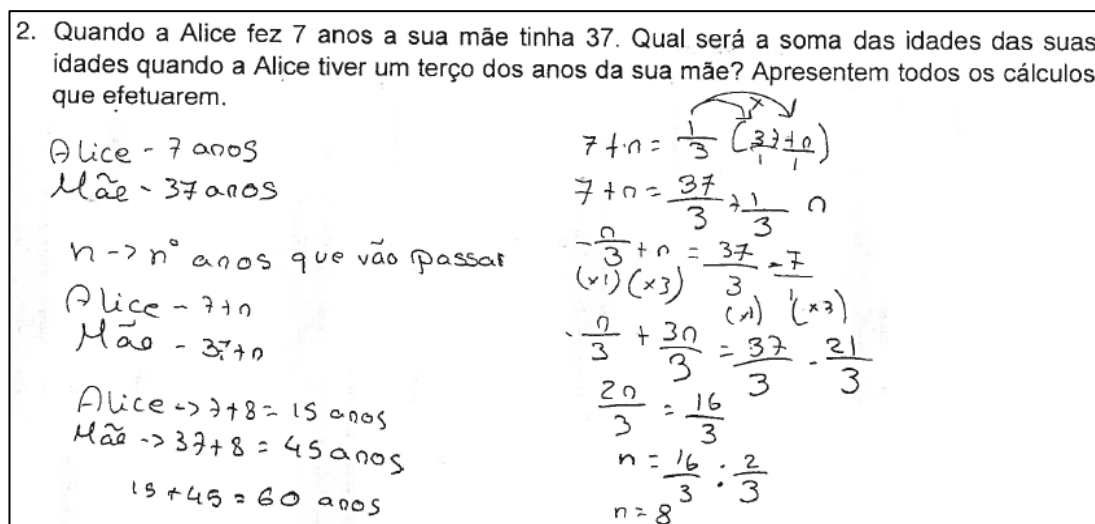 2. Quando a Alice fez 7 anos a sua mãe tinha 37. Qual será a soma das idades das suas
idades quando a Alice tiver um terço dos anos da sua mãe? Apresentem todos os cálculos
que efetuarem.
Alice - 7 anos
Mãe - 37 anos
n -> nº anos que vão passar
Alice - 7+n
Mãe - 37+n
Alice -> 7+8 = 15 anos
Mãe -> 37+8 = 45 anos
15 + 45 = 60 anos
x
7+n = 1/3 (37/1 + n/1)
7+n = 37/3 + 1/3 n
-n/3 + n = 37/3 - 7/1
(x1) (x3) (x1) (x3)
-n/3 + 3n/3 = 37/3 - 21/3
2n/3 = 16/3
n = 16/3 : 2/3
n = 8